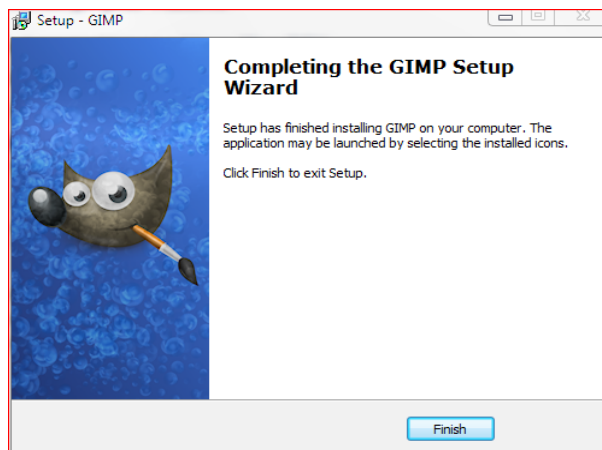 Setup - GIMP
Completing the GIMP Setup
Wizard
Setup has finished installing GIMP on your computer. The
application may be launched by selecting the installed icons.
Click Finish to exit Setup.
Finish